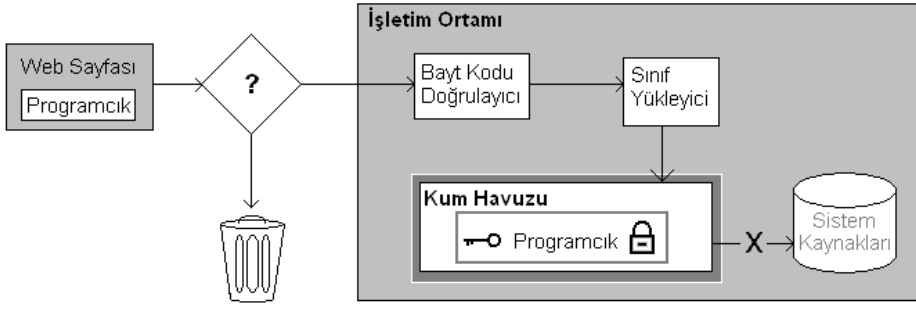 İşletim Ortamı
Web Sayfası
Programcık
?
Bayt Kodu
Doğrulayıcı
Sınıf
Yükleyici
Kum Havuzu
Programcık
X
Sistem
Kaynakları